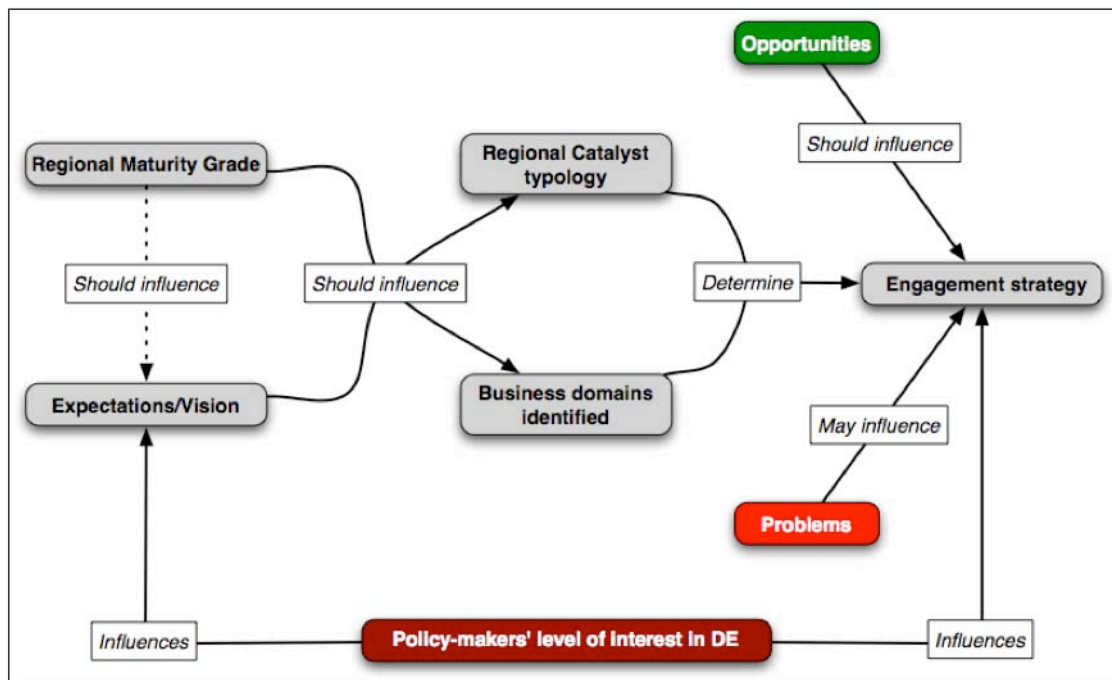 Opportunities
Should influence
Regional Maturity Grade
Regional Catalyst
typology
Should influence
Should influence
Determine
Engagement strategy
Expectations/Vision
Business domains
identified
May influence
Problems
Influences
Policy-makers' level of interest in DE
Influences